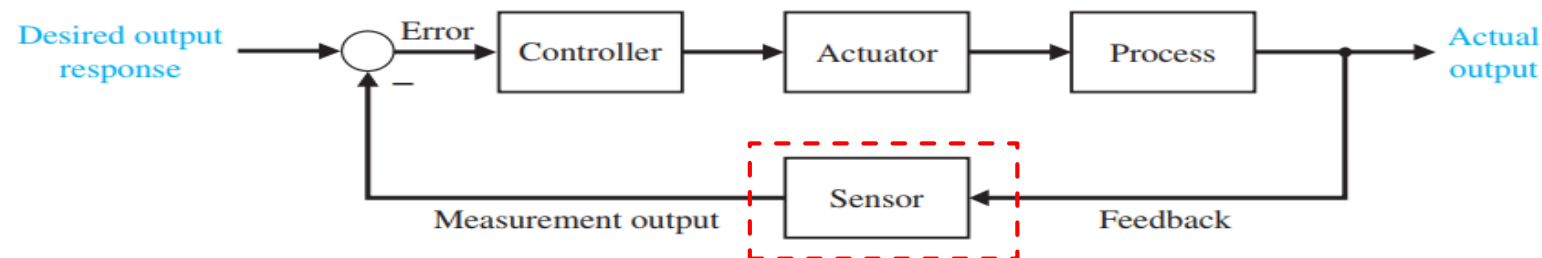 Desired output
response
Error
−
Controller
Actuator
Process
Actual
output
Sensor
Measurement output
Feedback